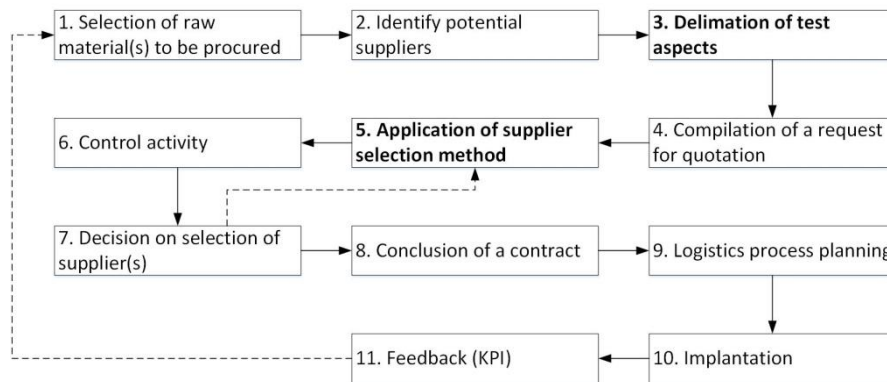 1. Selection of raw
material(s) to be procured
2. Identify potential
suppliers
3. Delimation of test
aspects
4. Compilation of a request
for quotation
5. Application of supplier
selection method
6. Control activity
7. Decision on selection of
supplier(s)
8. Conclusion of a contract
9. Logistics process planning
10. Implantation
11. Feedback (KPI)